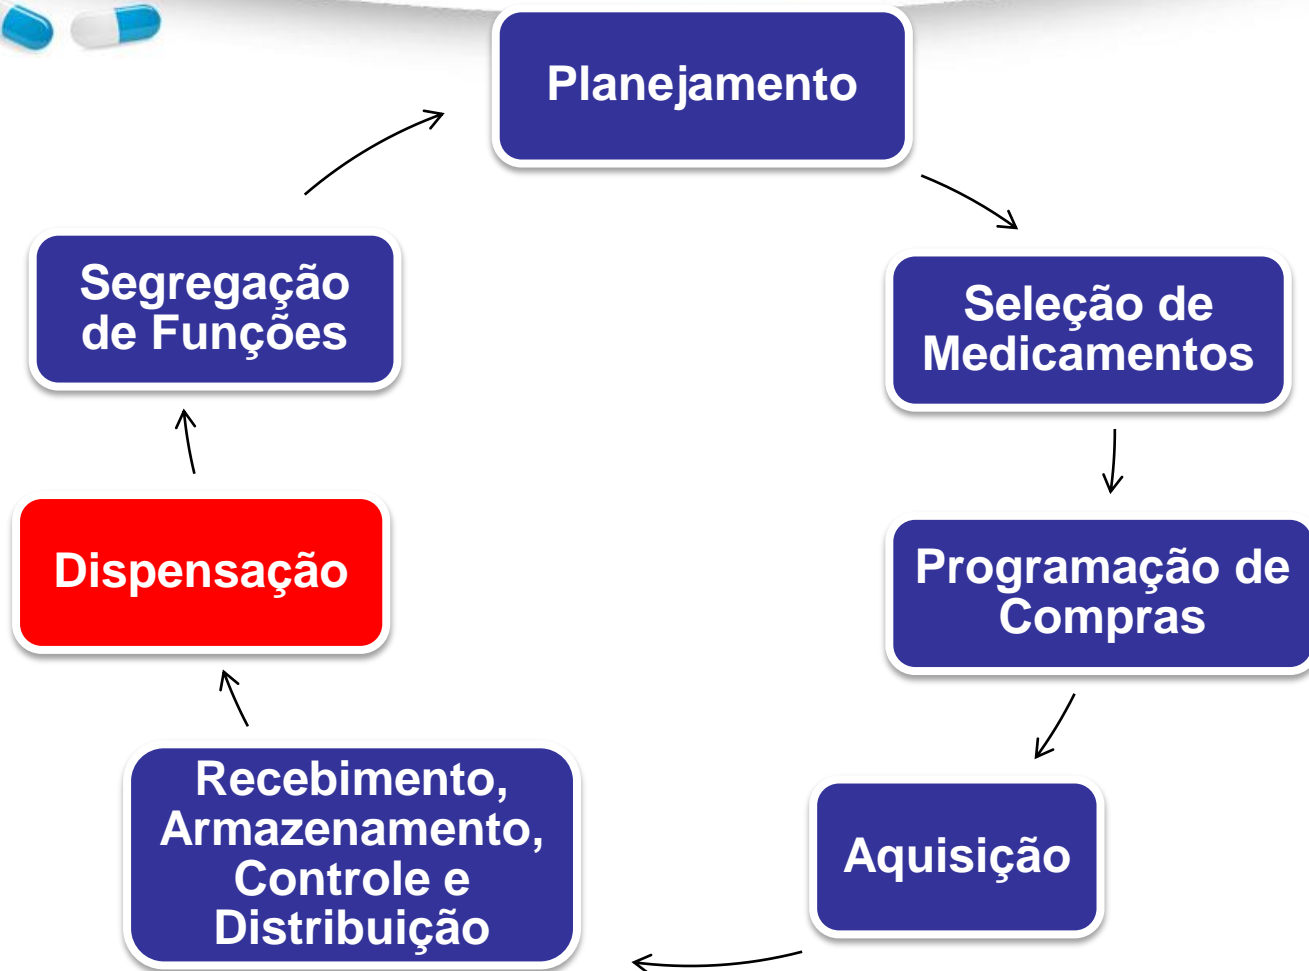 Planejamento
Seleção de
Medicamentos
Programação de
Compras
Aquisição
Recebimento,
Armazenamento,
Controle e
Distribuição
Dispensação
Segregação
de Funções